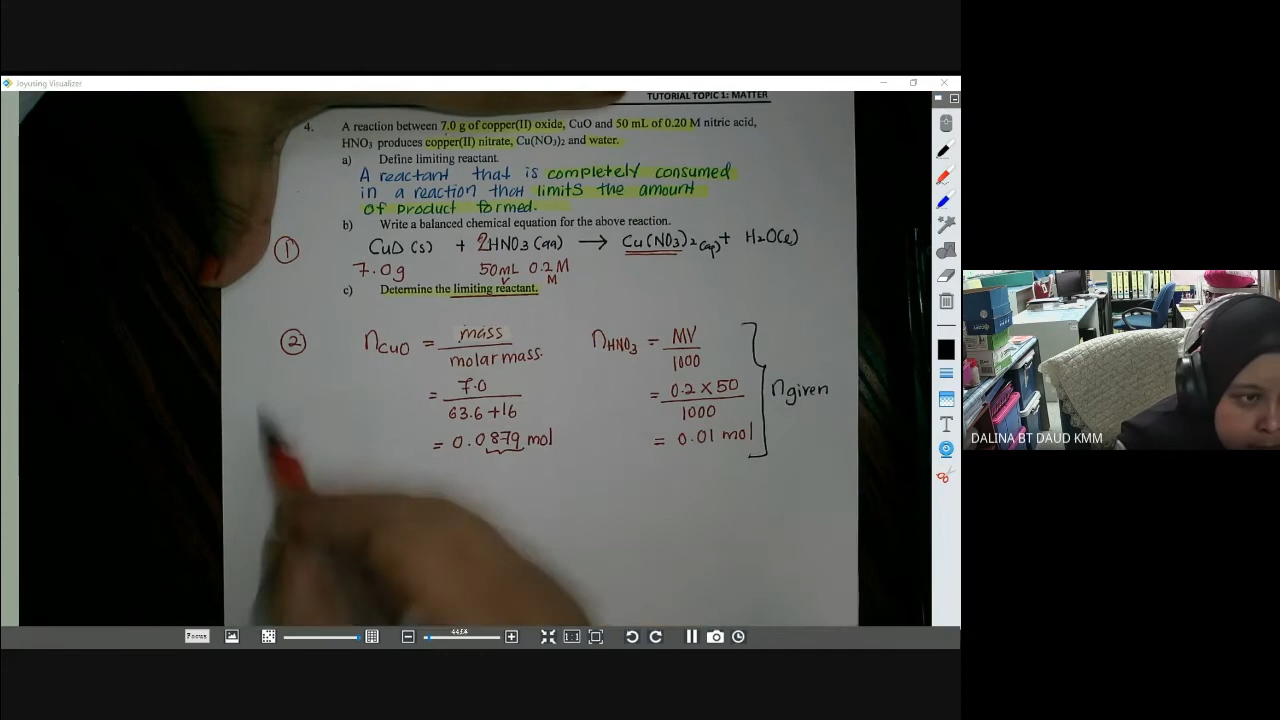 Joyusing Visualizer
TUTORIAL TOPIC 1: MATTER
4. A reaction between 7.0 g of copper(II) oxide, CuO and 50 mL of 0.20 M nitric acid,
HNO3 produces copper(II) nitrate, Cu(NO3)2 and water.
a) Define limiting reactant.
A reactant that is completely consumed
in a reaction that limits the amount
of product formed.
b) Write a balanced chemical equation for the above reaction.
① CuO (s) + 2HNO3 (aq) → Cu(NO3)2 (aq) + H2O(l)
7.0g 50mL 0.2M
V M
c) Determine the limiting reactant.
② nCuO = mass / molar mass. nHNO3 = MV / 1000
= 7.0 / 63.6 + 16 = 0.2 × 50 / 1000 n given
= 0.0879 mol = 0.01 mol
DALINA BT DAUD KMM
Focus
1:1
T